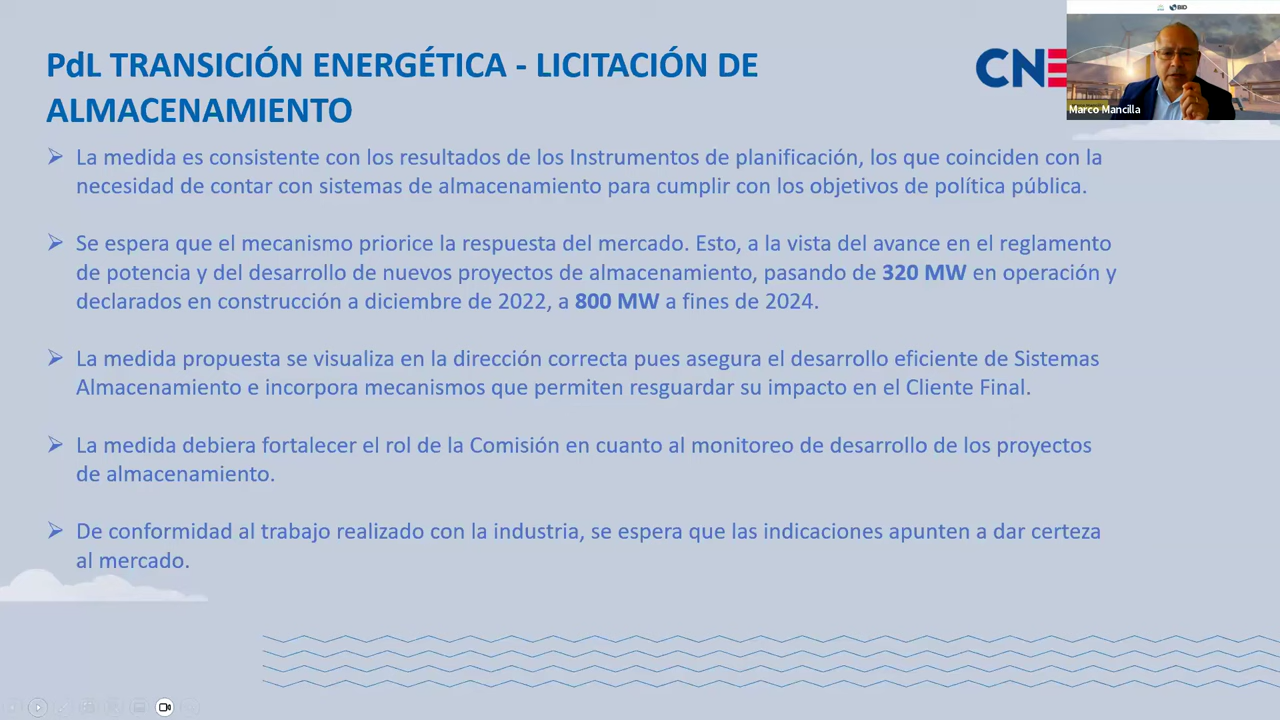 BID
PdL TRANSICIÓN ENERGÉTICA - LICITACIÓN DE
ALMACENAMIENTO
CNE
Marco Mancilla
La medida es consistente con los resultados de los Instrumentos de planificación, los que coinciden con la
necesidad de contar con sistemas de almacenamiento para cumplir con los objetivos de política pública.
Se espera que el mecanismo priorice la respuesta del mercado. Esto, a la vista del avance en el reglamento
de potencia y del desarrollo de nuevos proyectos de almacenamiento, pasando de 320 MW en operación y
declarados en construcción a diciembre de 2022, a 800 MW a fines de 2024.
La medida propuesta se visualiza en la dirección correcta pues asegura el desarrollo eficiente de Sistemas
Almacenamiento e incorpora mecanismos que permiten resguardar su impacto en el Cliente Final.
La medida debiera fortalecer el rol de la Comisión en cuanto al monitoreo de desarrollo de los proyectos
de almacenamiento.
De conformidad al trabajo realizado con la industria, se espera que las indicaciones apunten a dar certeza
al mercado.